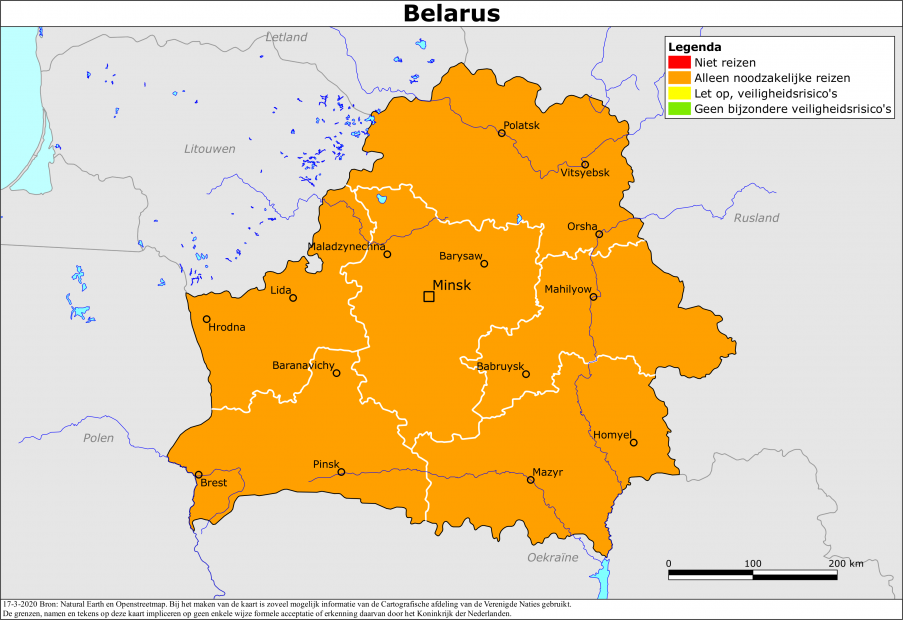 Belarus
Letland
Legenda
Niet reizen
Alleen noodzakelijke reizen
Let op, veiligheidsrisico's
Geen bijzondere veiligheidsrisico's
Polatsk
Litouwen
Vitsyebsk
Rusland
Orsha
Maladzynechna
Barysaw
Minsk
Lida
Mahilyow
Hrodna
Baranavichy
Babruysk
Polen
Homyel
Pinsk
Mazyr
Brest
Oekraïne
0 100 200 km
17-3-2020 Bron: Natural Earth en Openstreetmap. Bij het maken van de kaart is zoveel mogelijk informatie van de Cartografische afdeling van de Verenigde Naties gebruikt.
De grenzen, namen en tekens op deze kaart impliceren op geen enkele wijze formele acceptatie of erkenning daarvan door het Koninkrijk der Nederlanden.